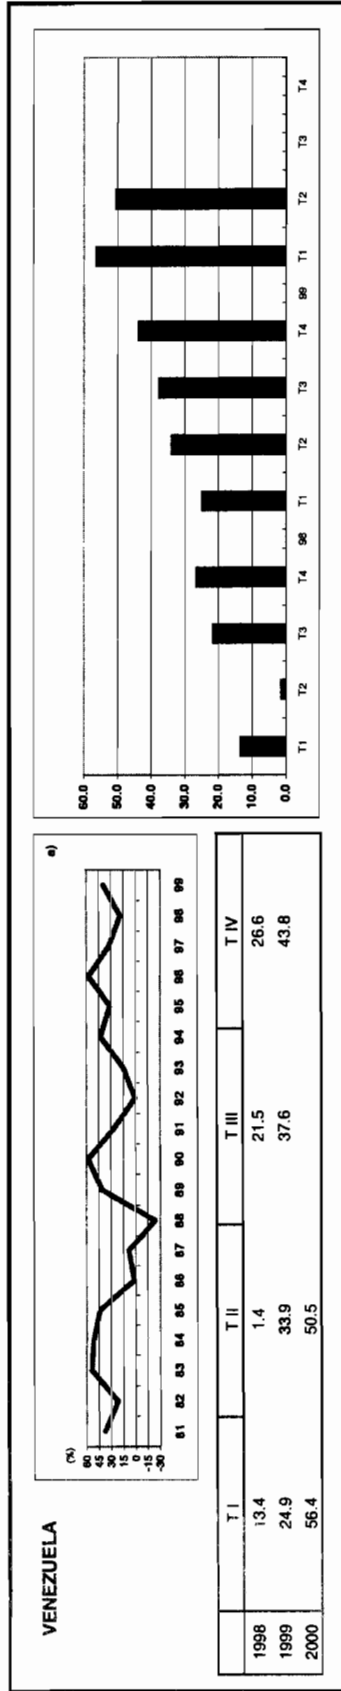 VENEZUELA
(%)
a)
60
45
30
15
0
-15
-30
81 82 83 84 85 86 87 88 89 90 91 92 93 94 95 96 97 98 99
T I T II T III T IV
1998 13.4 1.4 21.5 26.6
1999 24.9 33.9 37.6 43.8
2000 56.4 50.5
60.0
50.0
40.0
30.0
20.0
10.0
0.0
T1 T2 T3 T4 98 T1 T2 T3 T4 99 T1 T2 T3 T4